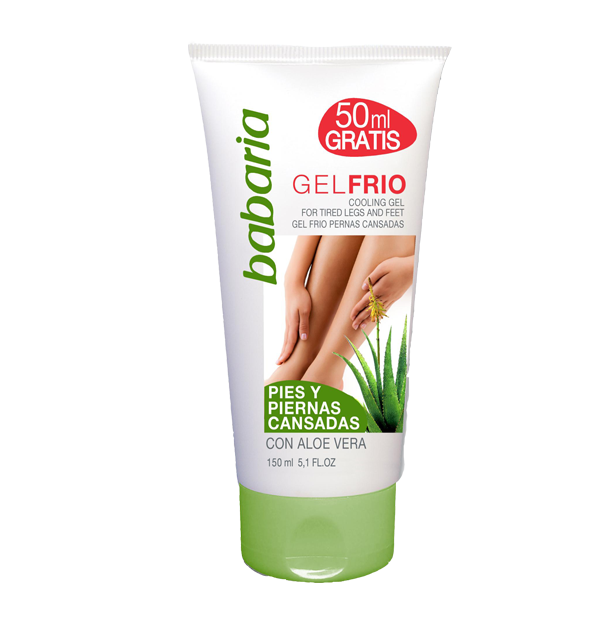 babaria
50ml
GRATIS
GELFRIO
COOLING GEL
FOR TIRED LEGS AND FEET
GEL FRIO PERNAS CANSADAS
PIES Y
PIERNAS
CANSADAS
CON ALOE VERA
150 ml 5,1 FL.OZ